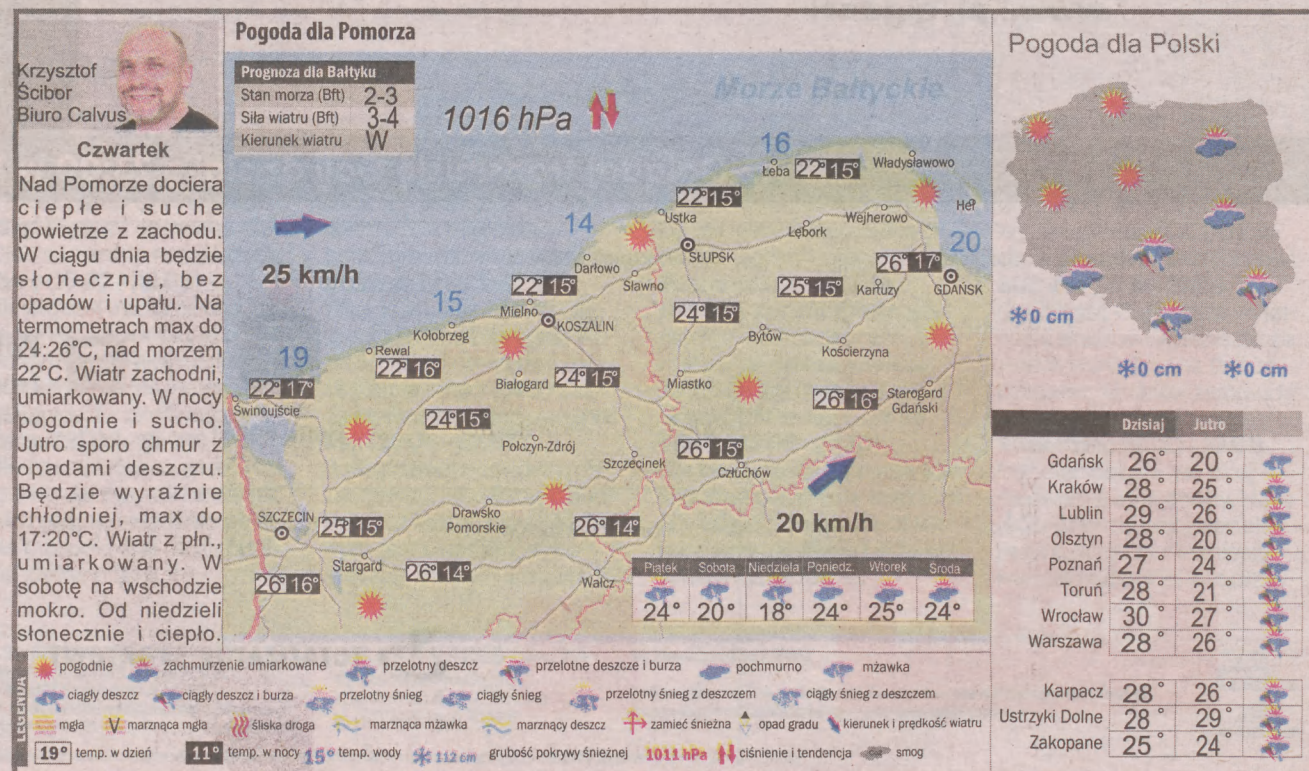 Krzysztof
Ścibor
Biuro Calvus
Czwartek
Nad Pomorze dociera
ciepłe i suche
powietrze z zachodu.
W ciągu dnia będzie
słonecznie, bez
opadów i upału. Na
termometrach max do
24:26°C, nad morzem
22°C. Wiatr zachodni,
umiarkowany. W nocy
pogodnie i sucho.
Jutro sporo chmur z
opadami deszczu.
Będzie wyraźnie
chłodniej, max do
17:20°C. Wiatr z płn.,
umiarkowany. W
sobotę na wschodzie
mokro. Od niedzieli
słonecznie i ciepło.
Pogoda dla Pomorza
Prognoza dla Bałtyku
Stan morza (Bft) 2-3
Siła wiatru (Bft) 3-4
Kierunek wiatru W
1016 hPa
Morze Bałtyckie
16
Łeba
22° 15°
Władysławowo
22° 15°
Ustka
Wejherowo
Hel
Lębork
14
SŁUPSK
20
25 km/h
Darłowo
26° 17°
Sławno
22° 15°
25° 15°
Kartuzy
GDAŃSK
Mielno
15
KOSZALIN
24° 15°
Kołobrzeg
Bytów
Kościerzyna
19
Rewal
22° 16°
22° 17°
Białogard
24° 15°
Miastko
Starogard
Gdański
Świnoujście
26° 16°
24° 15°
Połczyn-Zdrój
26° 15°
Szczecinek
Człuchów
SZCZECIN
25° 15°
Drawsko
Pomorskie
26° 14°
20 km/h
Stargard
26° 14°
Wałcz
26° 16°
Piątek Sobota Niedziela Poniedz. Wtorek Środa
24° 20° 18° 24° 25° 24°
Pogoda dla Polski
0 cm
0 cm 0 cm
Dzisiaj Jutro
Gdańsk 26° 20°
Kraków 28° 25°
Lublin 29° 26°
Olsztyn 28° 20°
Poznań 27° 24°
Toruń 28° 21°
Wrocław 30° 27°
Warszawa 28° 26°
Karpacz 28° 26°
Ustrzyki Dolne 28° 29°
Zakopane 25° 24°
LEGENDA
pogodnie zachmurzenie umiarkowane przelotny deszcz przelotne deszcze i burza pochmurno mżawka
ciągły deszcz ciągły deszcz i burza przelotny śnieg ciągły śnieg przelotny śnieg z deszczem ciągły śnieg z deszczem
mgła marznąca mgła śliska droga marznąca mżawka marznący deszcz zamieć śnieżna opad gradu kierunek i prędkość wiatru
19° temp. w dzień 11° temp. w nocy 15° temp. wody 112 cm grubość pokrywy śnieżnej 1011 hPa ciśnienie i tendencja smog